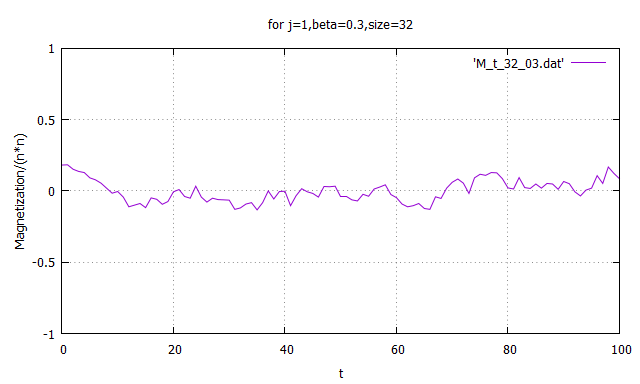 for j=1,beta=0.3,size=32
'M_t_32_03.dat'
Magnetization/(n*n)
1
0.5
0
-0.5
-1
0 20 40 60 80 100
t